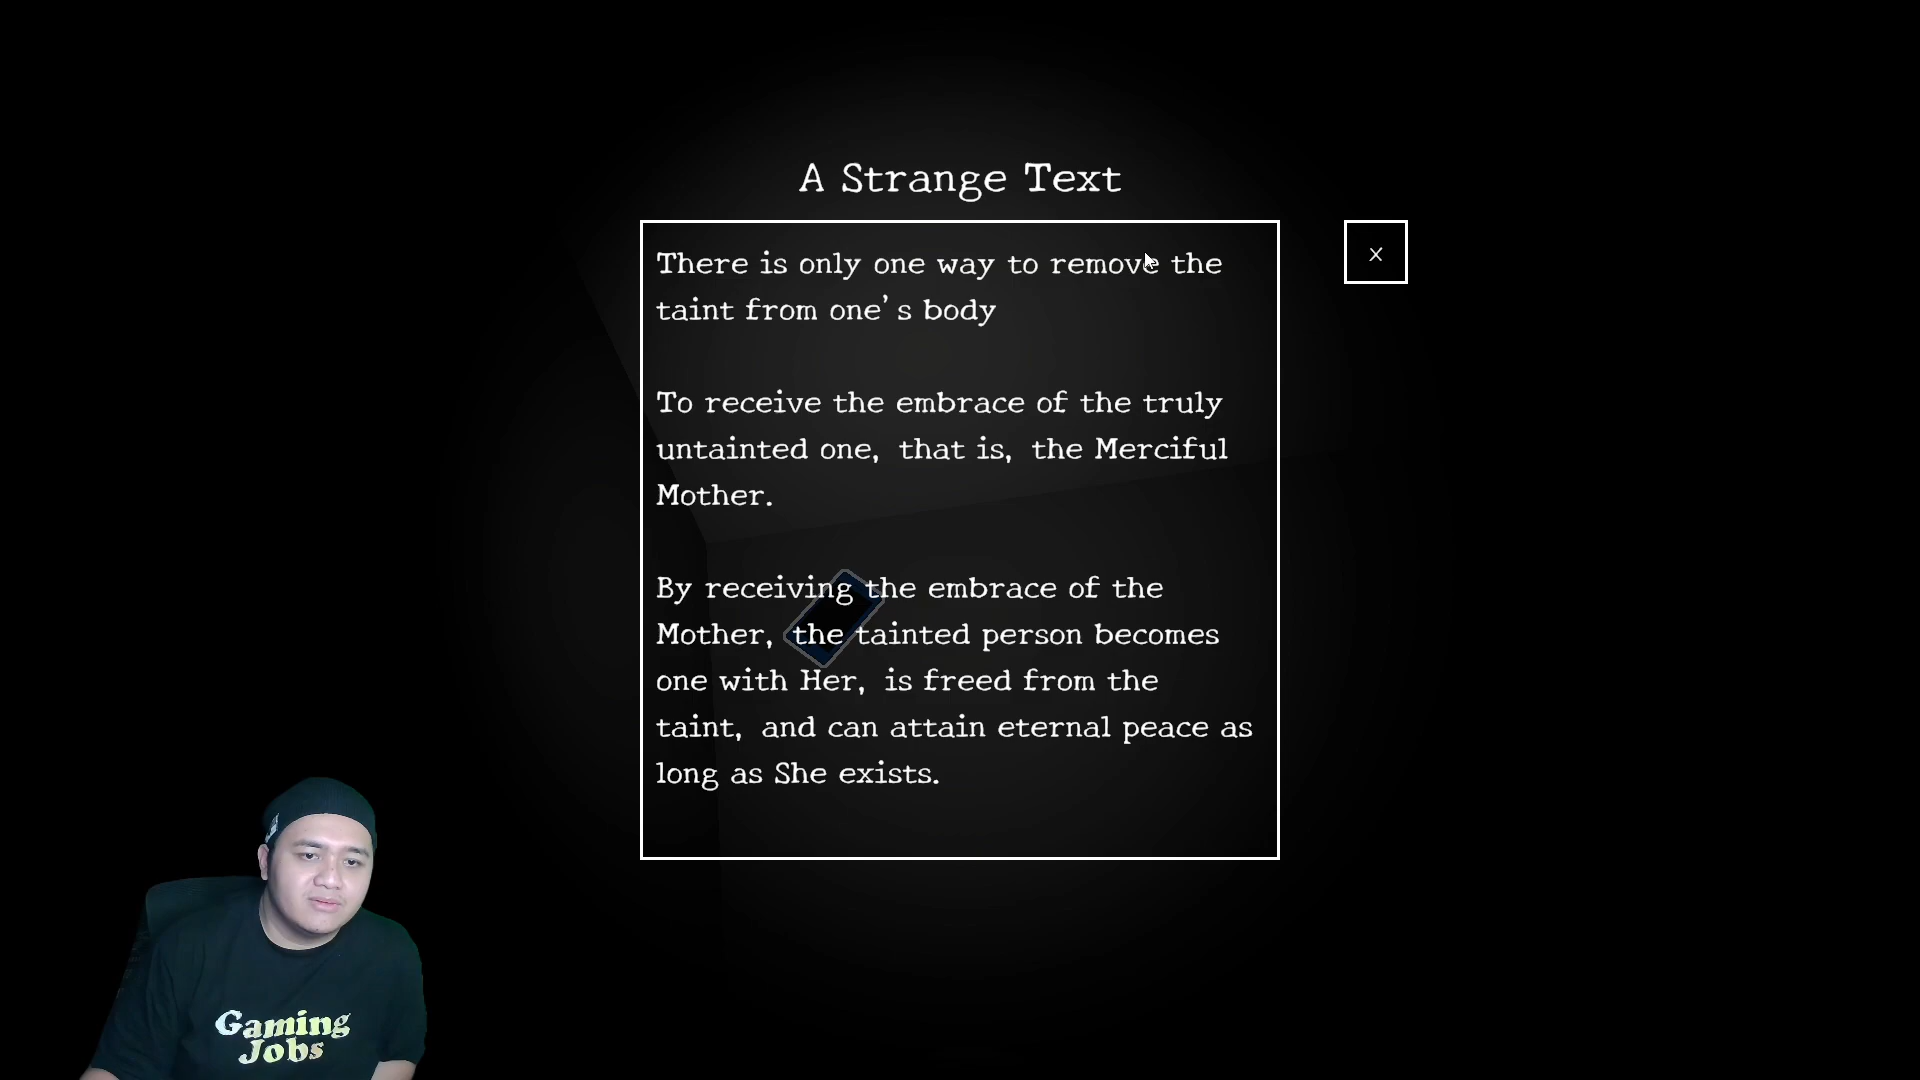 A Strange Text
x
There is only one way to remove the
taint from one's body
To receive the embrace of the truly
untainted one, that is, the Merciful
Mother.
By receiving the embrace of the
Mother, the tainted person becomes
one with Her, is freed from the
taint, and can attain eternal peace as
long as She exists.
Gaming
Jobs